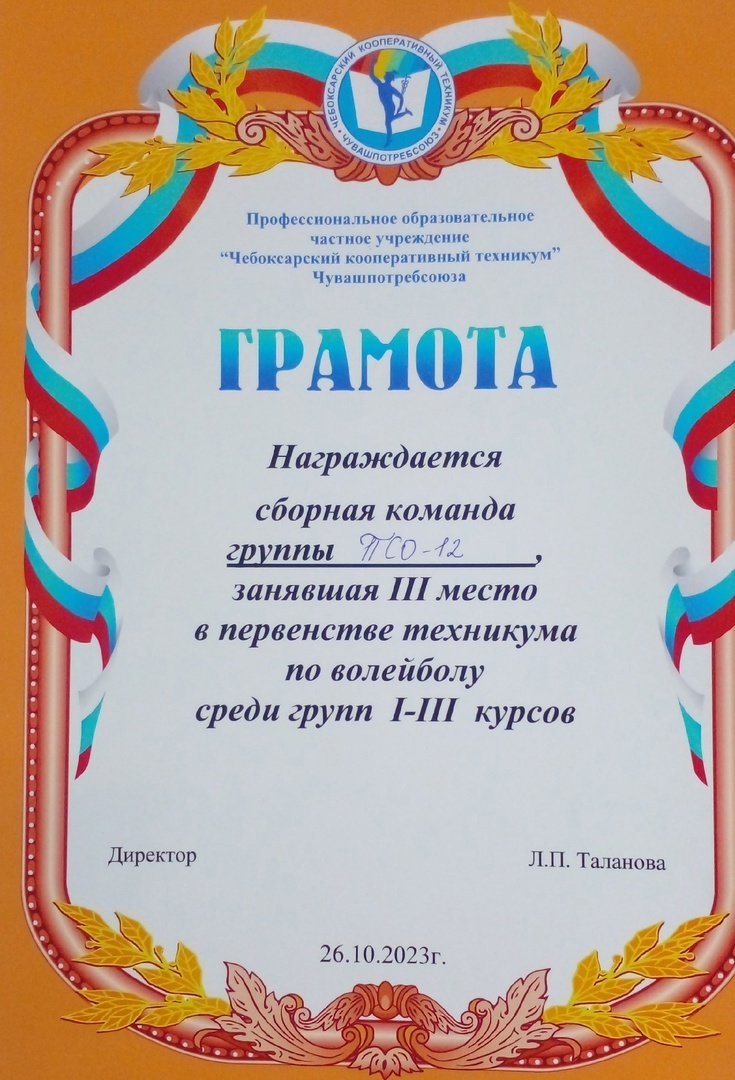 ЧЕБОКСАРСКИЙ КООПЕРАТИВНЫЙ ТЕХНИКУМ
ЧУВАШПОТРЕБСОЮЗ
Профессиональное образовательное
частное учреждение
“Чебоксарский кооперативный техникум”
Чувашпотребсоюза
ГРАМОТА
Награждается
сборная команда
группы ПСО-12,
занявшая III место
в первенстве техникума
по волейболу
среди групп I-III курсов
Директор Л.П. Таланова
26.10.2023г.